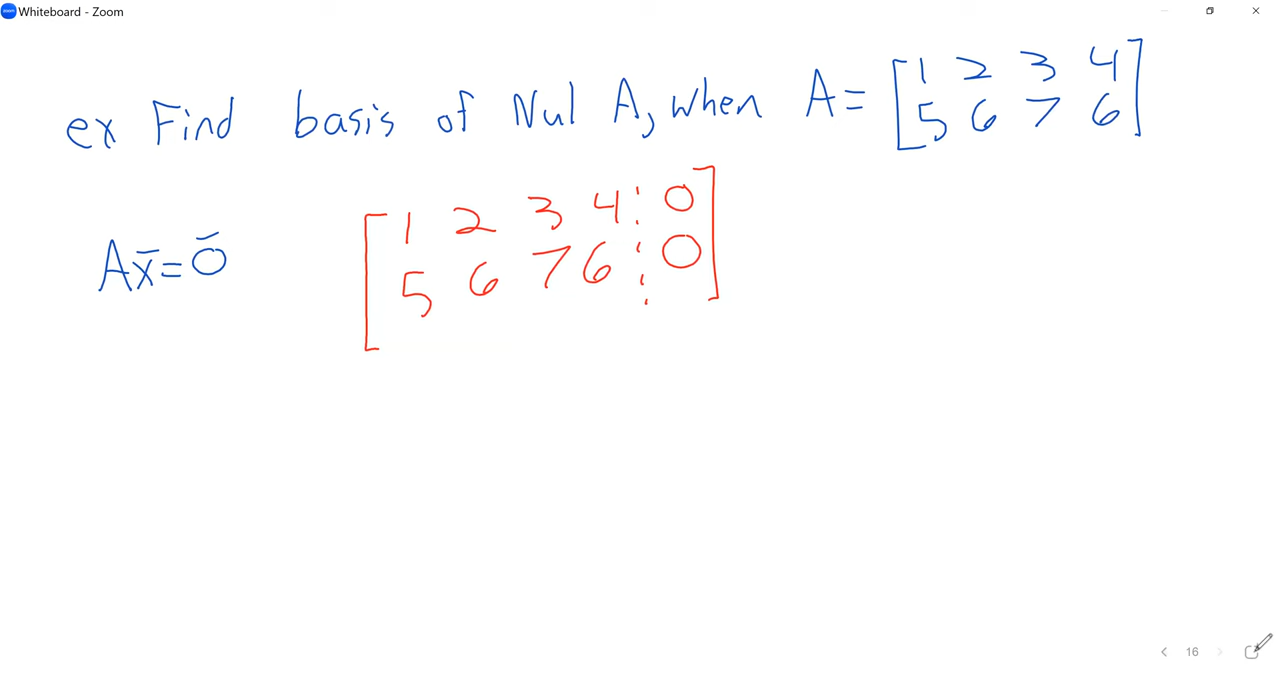 Whiteboard - Zoom
ex Find basis of Nul A, when A = [1 2 3 4
5 6 7 6]
[1 2 3 4 ⋮ 0
5 6 7 6 ⋮ 0]
Ax̄ = 0̄
16